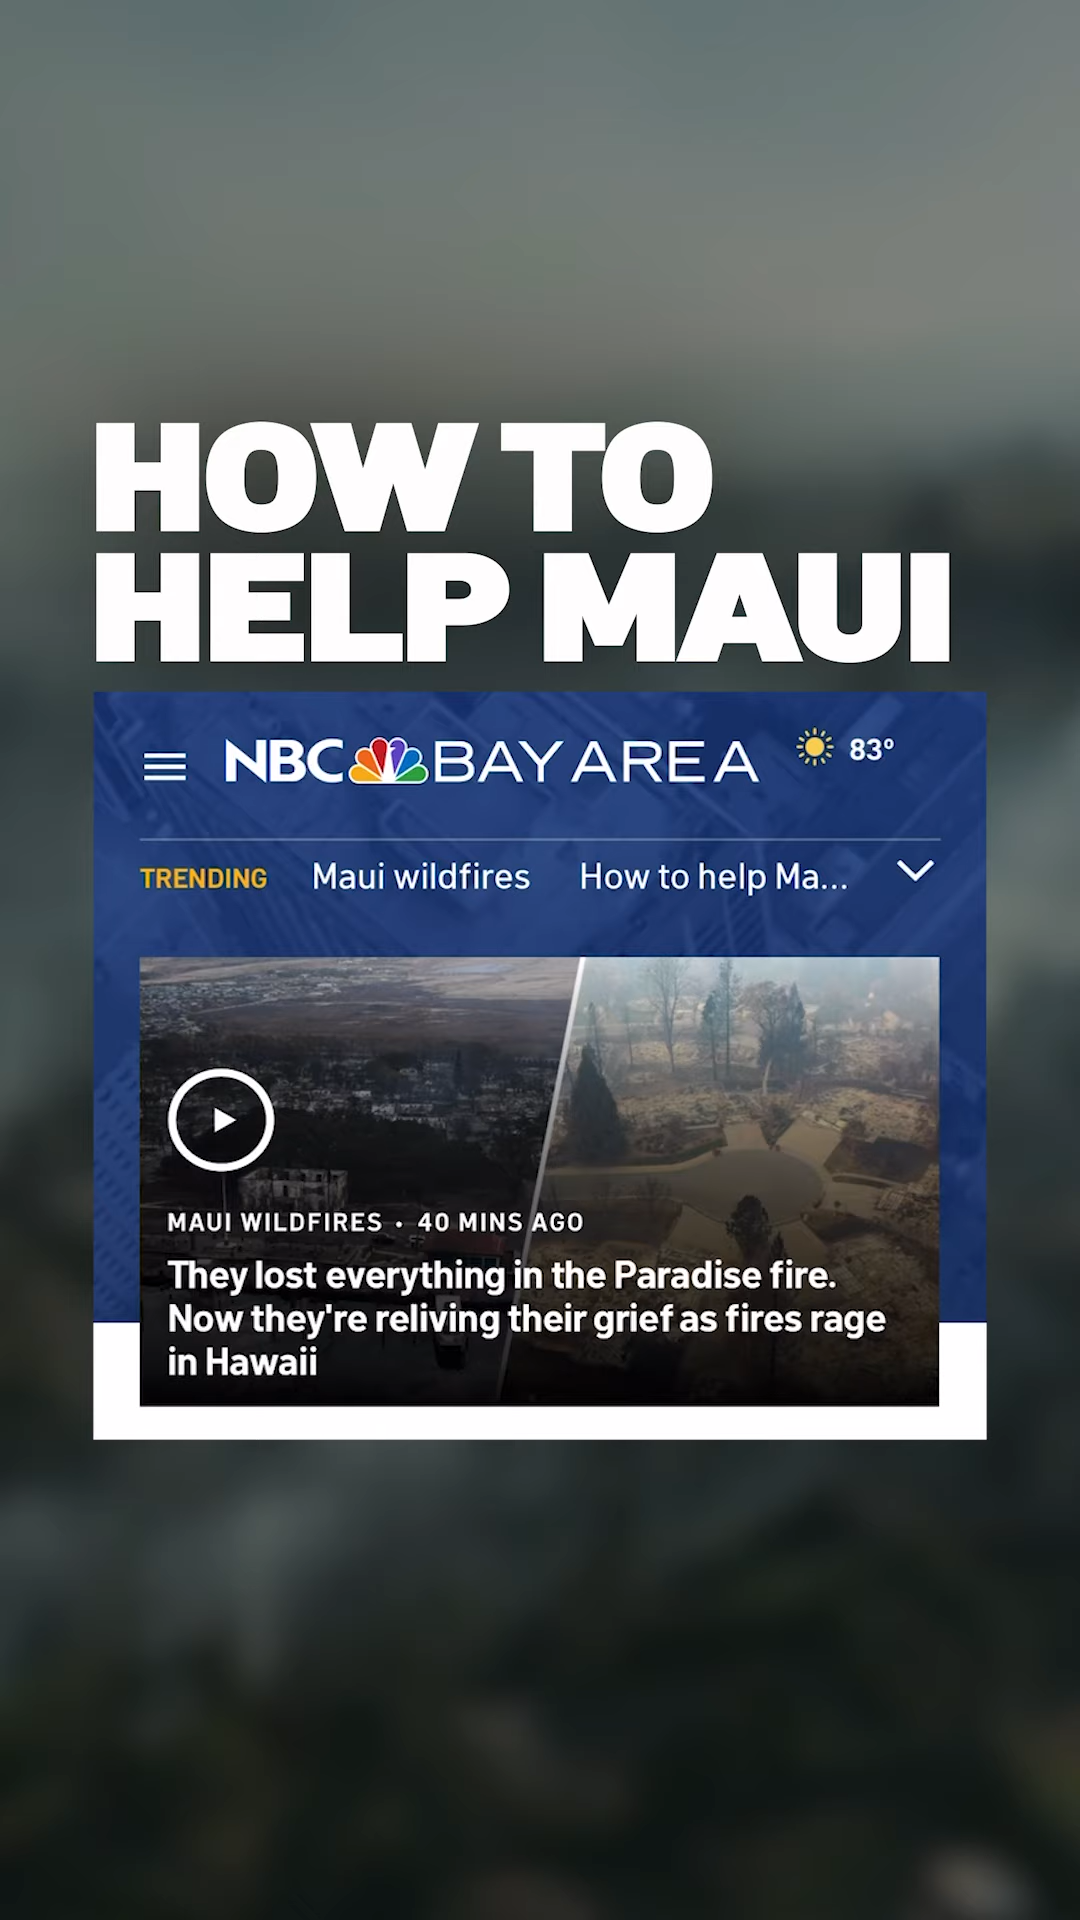 HOW TO
HELP MAUI
NBC BAY AREA 83°
TRENDING Maui wildfires How to help Ma...
MAUI WILDFIRES • 40 MINS AGO
They lost everything in the Paradise fire.
Now they're reliving their grief as fires rage
in Hawaii